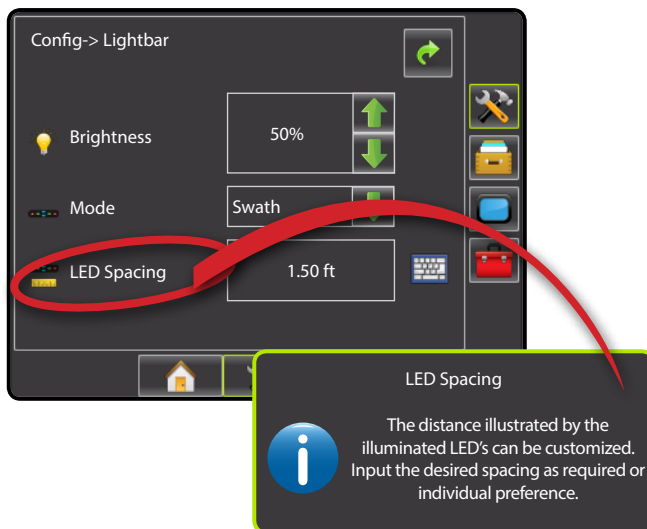 Config-> Lightbar
Brightness
50%
Mode
Swath
LED Spacing
1.50 ft
LED Spacing
The distance illustrated by the
illuminated LED's can be customized.
Input the desired spacing as required or
individual preference.